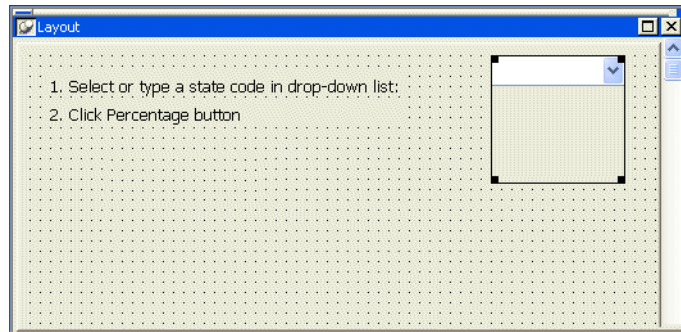 Layout
1. Select or type a state code in drop-down list:
2. Click Percentage button